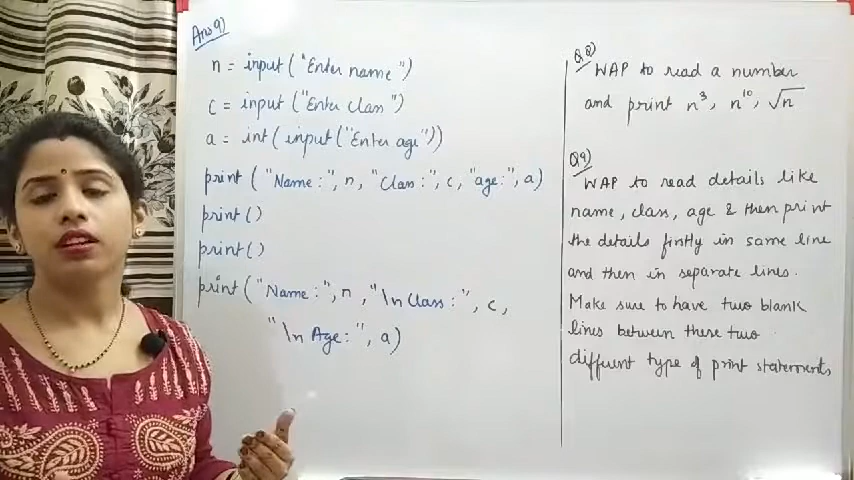 Ans 9)
n = input ("Enter name")
c = input ("Enter class")
a = int ( input ("Enter age"))
print ( "Name :", n, "Class :", c, "age:", a)
print ()
print ()
print ( "Name :", n , "\n Class :", c,
"\n Age : ", a)
Q8)
WAP to read a number
and print n³, n¹⁰, √n
Q9)
WAP to read details like
name, class, age & then print
the details firstly in same line
and then in separate lines.
Make sure to have two blank
lines between these two
different type of print statements